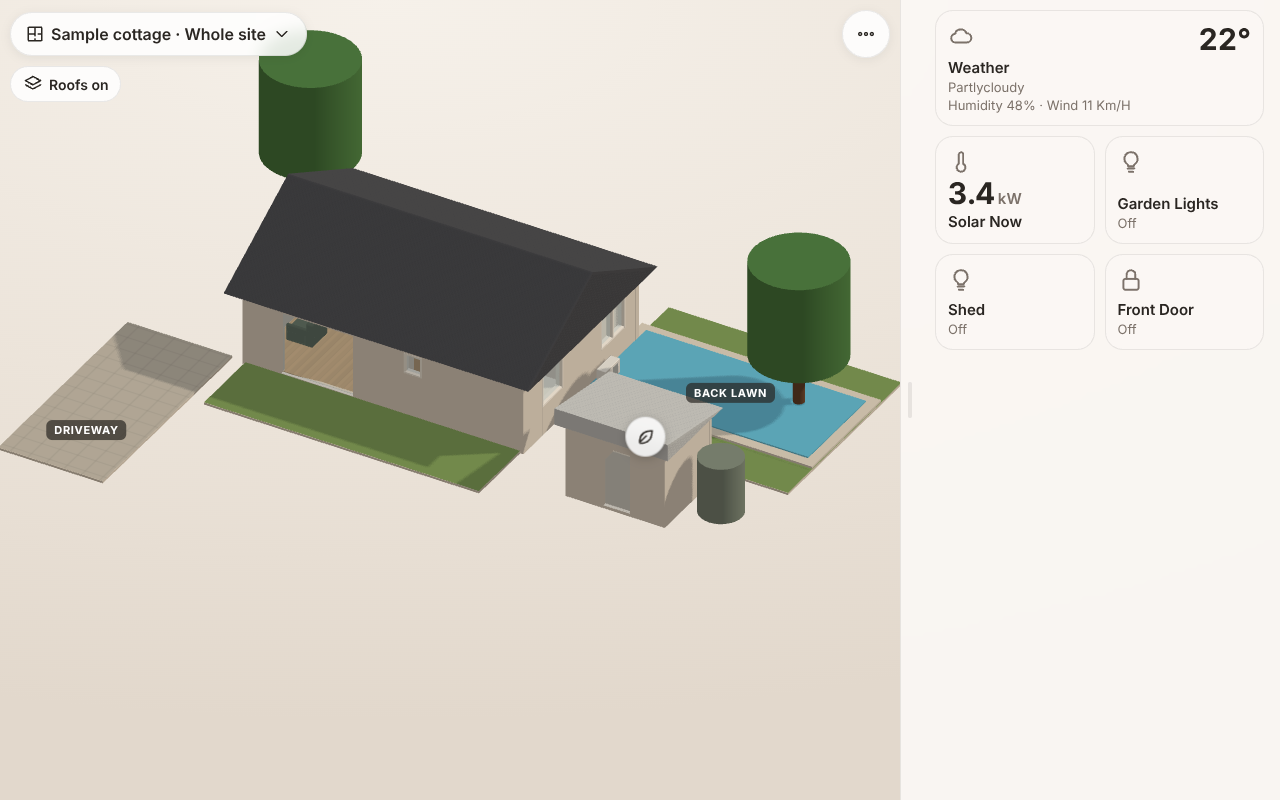 Sample cottage · Whole site
Roofs on
DRIVEWAY
BACK LAWN
22°
Weather
Partlycloudy
Humidity 48% · Wind 11 Km/H
3.4 kW
Solar Now
Garden Lights
Off
Shed
Off
Front Door
Off